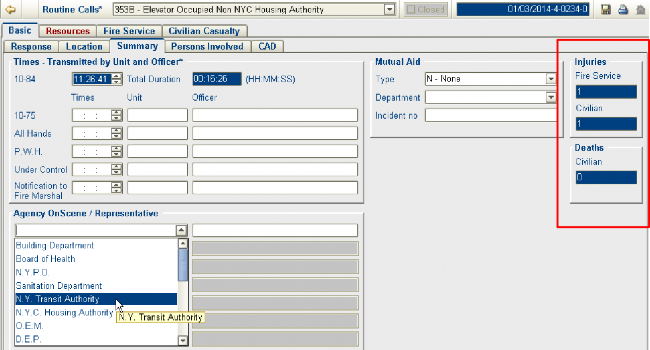 Routine Calls* 353B - Elevator Occupied Non NYC Housing Authority Closed 01/03/2014-4-0234-0
Basic Resources Fire Service Civilian Casualty
Response Location Summary Persons Involved CAD
Times - Transmitted by Unit and Officer*
10-84 11:26:41 Total Duration 00:16:26 (HH:MM:SS)
Times Unit Officer
10-75 : :
All Hands : :
P.W.H. : :
Under Control : :
Notification to
Fire Marshal : :
Mutual Aid
Type N - None
Department
Incident no
Injuries
Fire Service
1
Civilian
1
Deaths
Civilian
0
Agency OnScene / Representative
Building Department
Board of Health
N.Y.P.D.
Sanitation Department
N.Y. Transit Authority
N.Y.C. Housing Authority
N.Y. Transit Authority
O.E.M.
D.E.P.